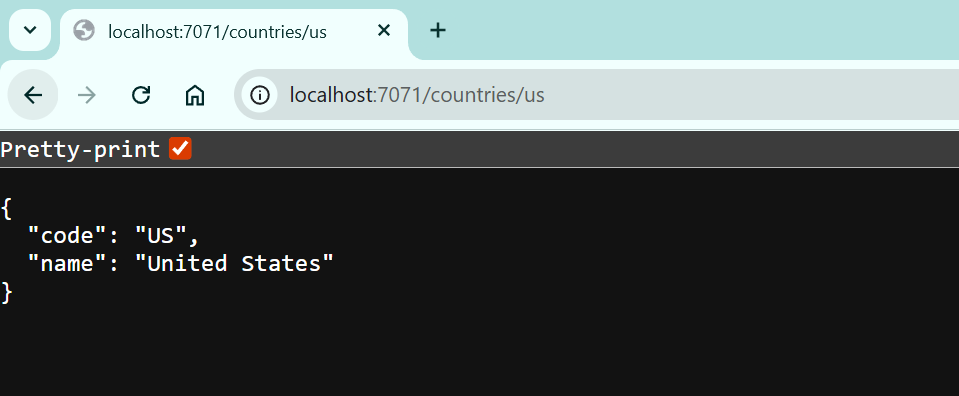 localhost:7071/countries/us
localhost:7071/countries/us
Pretty-print
{
  "code": "US",
  "name": "United States"
}